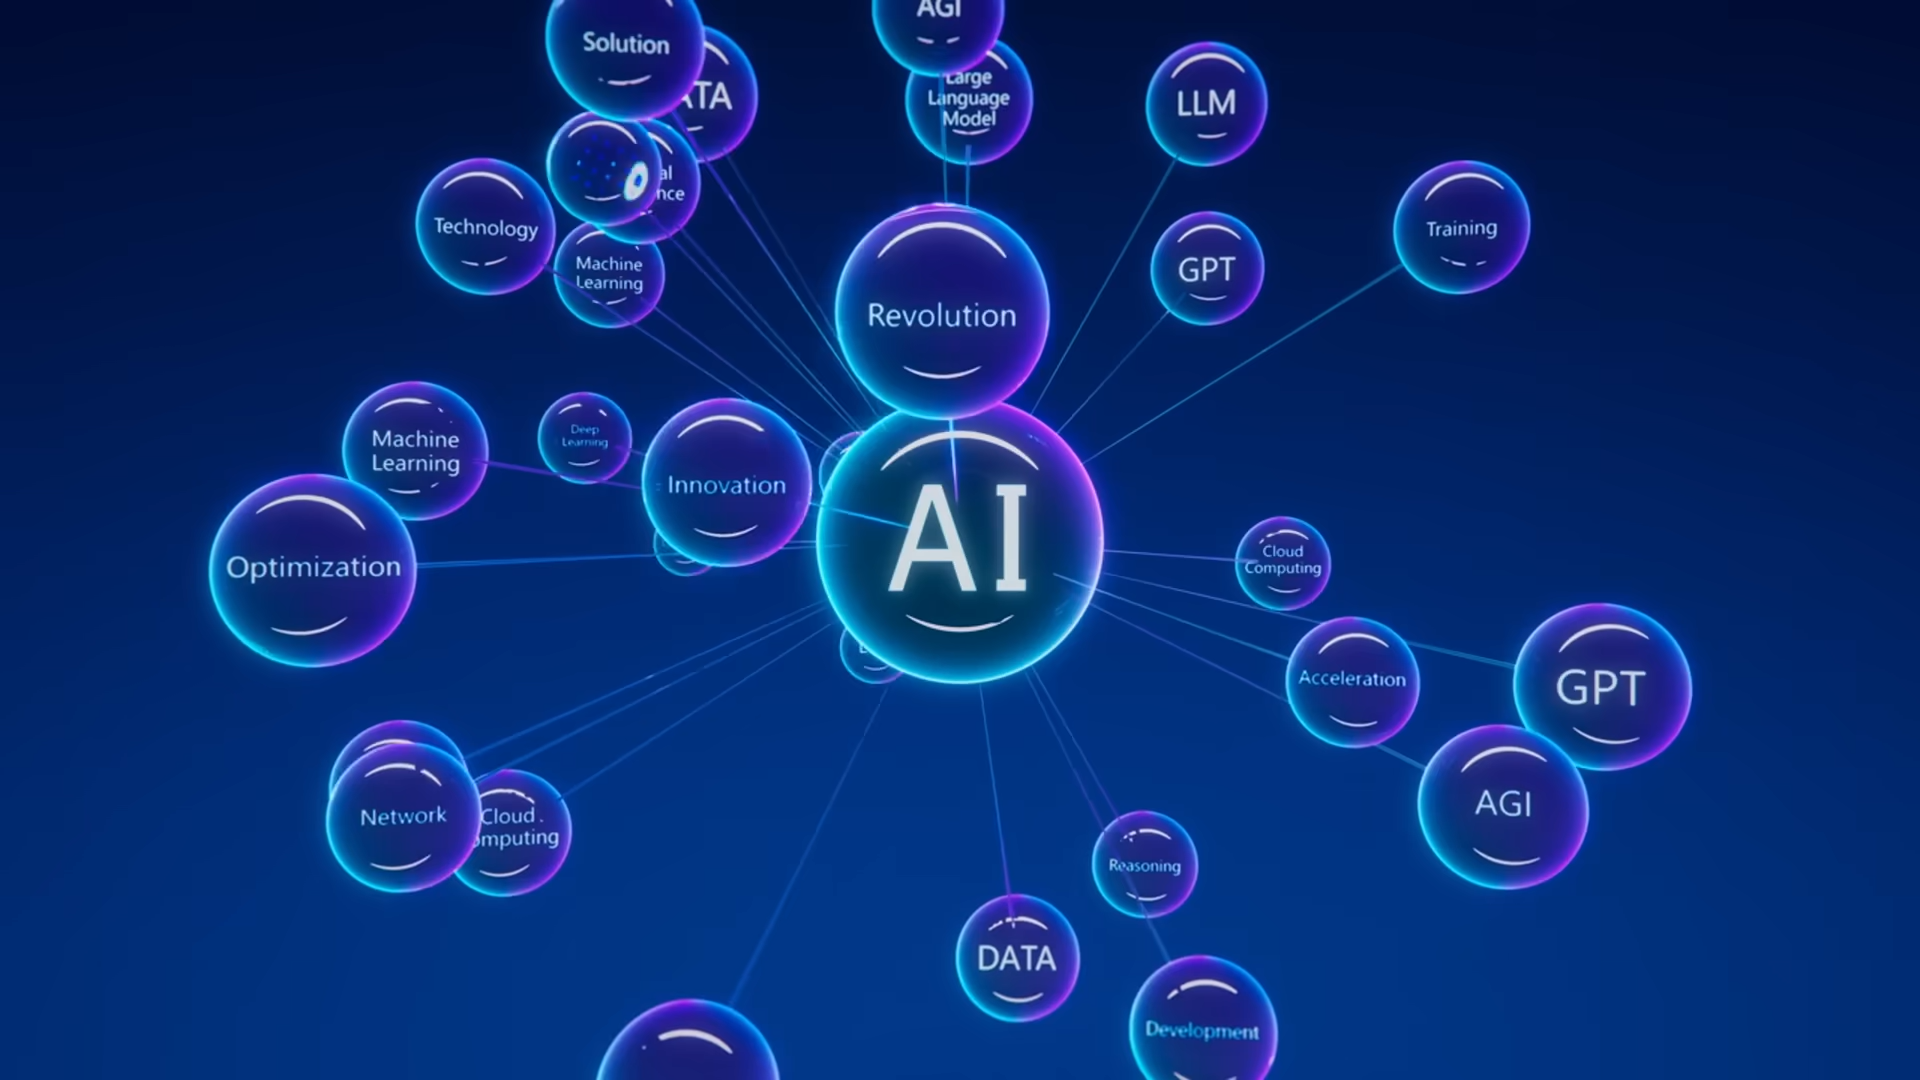 AGI
Solution
Large
Language
Model
LLM
Technology
Machine
Learning
GPT
Training
Revolution
Machine
Learning
Deep
Learning
Innovation
Optimization
AI
Cloud
Computing
Acceleration
GPT
AGI
Network
Cloud
Reasoning
DATA
Development